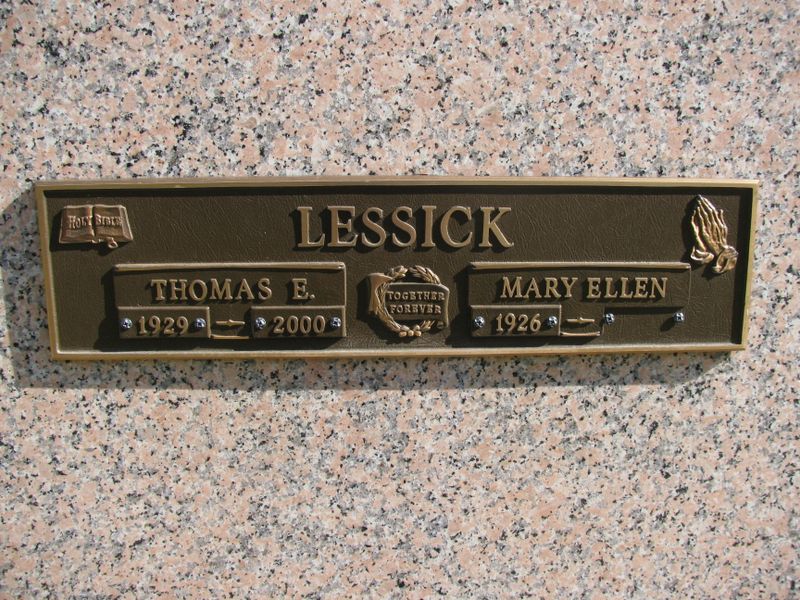 HOLY BIBLE
LESSICK
THOMAS E.
1929 2000
TOGETHER
FOREVER
MARY ELLEN
1926